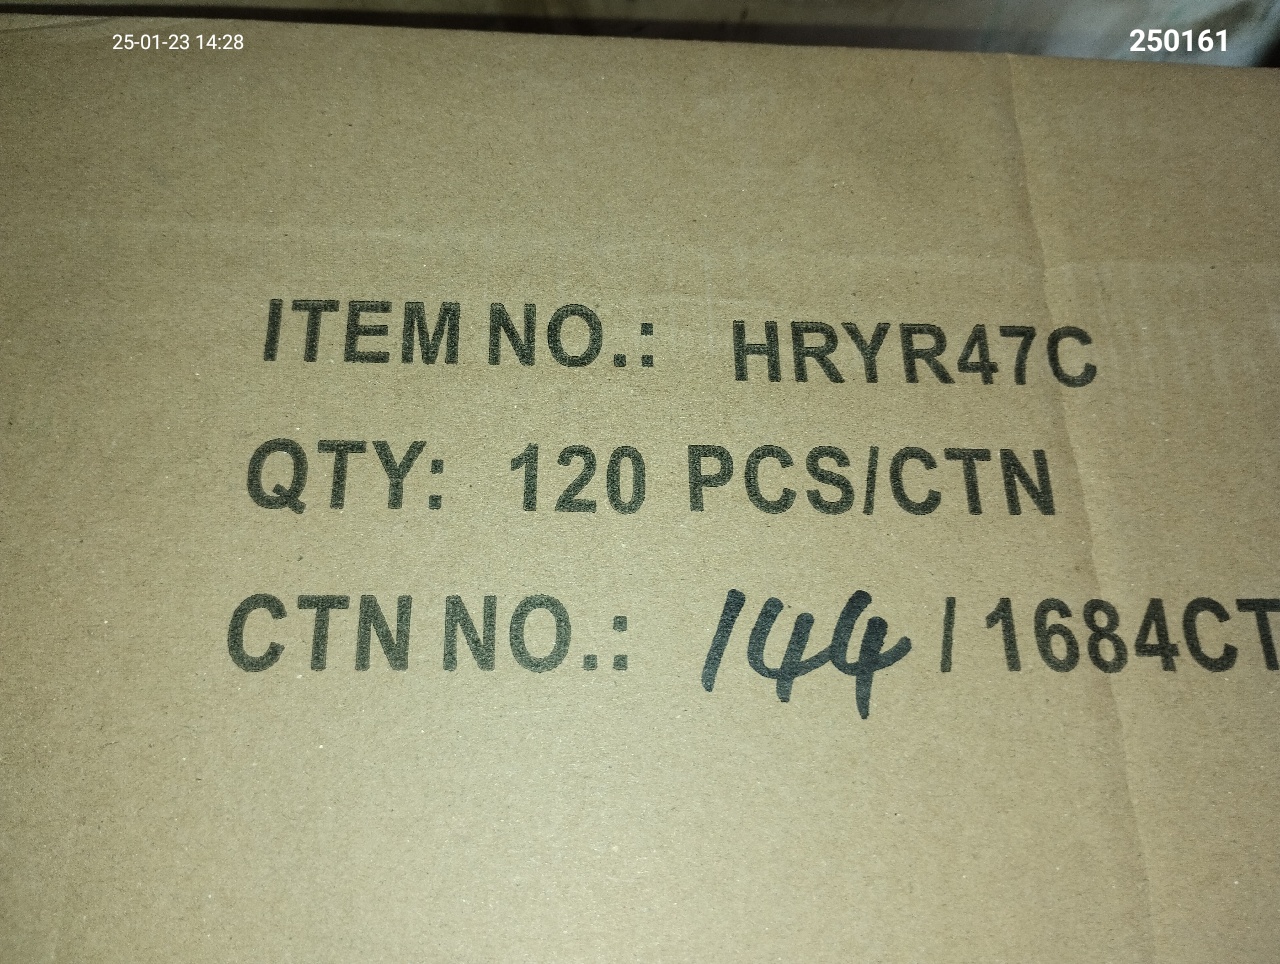 25-01-23 14:28
250161
ITEM NO.: HRYR47C
QTY: 120 PCS/CTN
CTN NO.: 144 / 1684CT